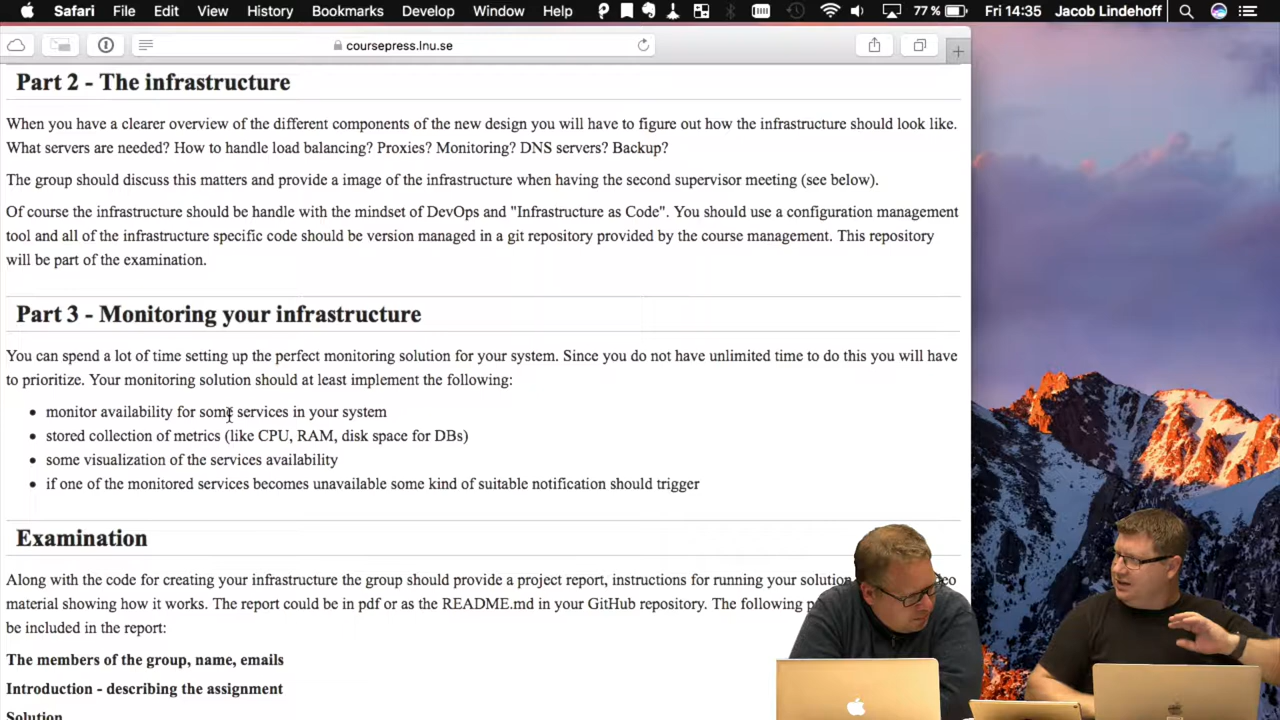 Safari File Edit View History Bookmarks Develop Window Help 77 % Fri 14:35 Jacob Lindehoff
coursepress.lnu.se
Part 2 - The infrastructure
When you have a clearer overview of the different components of the new design you will have to figure out how the infrastructure should look like.
What servers are needed? How to handle load balancing? Proxies? Monitoring? DNS servers? Backup?
The group should discuss this matters and provide a image of the infrastructure when having the second supervisor meeting (see below).
Of course the infrastructure should be handle with the mindset of DevOps and "Infrastructure as Code". You should use a configuration management
tool and all of the infrastructure specific code should be version managed in a git repository provided by the course management. This repository
will be part of the examination.
Part 3 - Monitoring your infrastructure
You can spend a lot of time setting up the perfect monitoring solution for your system. Since you do not have unlimited time to do this you will have
to prioritize. Your monitoring solution should at least implement the following:
• monitor availability for some services in your system
• stored collection of metrics (like CPU, RAM, disk space for DBs)
• some visualization of the services availability
• if one of the monitored services becomes unavailable some kind of suitable notification should trigger
Examination
Along with the code for creating your infrastructure the group should provide a project report, instructions for running your solution
material showing how it works. The report could be in pdf or as the README.md in your GitHub repository. The following
be included in the report:
The members of the group, name, emails
Introduction - describing the assignment
Solution